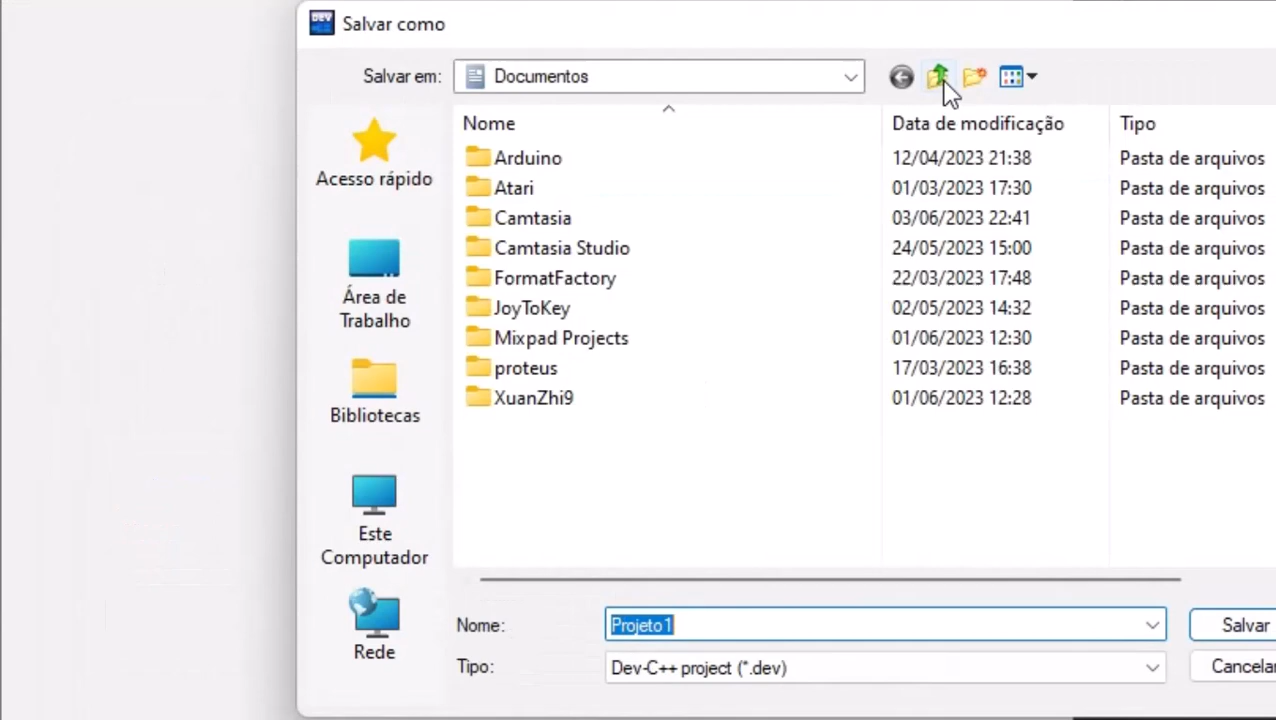 DEV
Salvar como
Salvar em:
Documentos
Nome
Data de modificação
Tipo
Arduino
12/04/2023 21:38
Pasta de arquivos
Atari
01/03/2023 17:30
Pasta de arquivos
Camtasia
03/06/2023 22:41
Pasta de arquivos
Camtasia Studio
24/05/2023 15:00
Pasta de arquivos
FormatFactory
22/03/2023 17:48
Pasta de arquivos
JoyToKey
02/05/2023 14:32
Pasta de arquivos
Mixpad Projects
01/06/2023 12:30
Pasta de arquivos
proteus
17/03/2023 16:38
Pasta de arquivos
XuanZhi9
01/06/2023 12:28
Pasta de arquivos
Acesso rápido
Área de
Trabalho
Bibliotecas
Este
Computador
Rede
Nome:
Projeto1
Salvar
Tipo:
Dev-C++ project (*.dev)
Cancelar